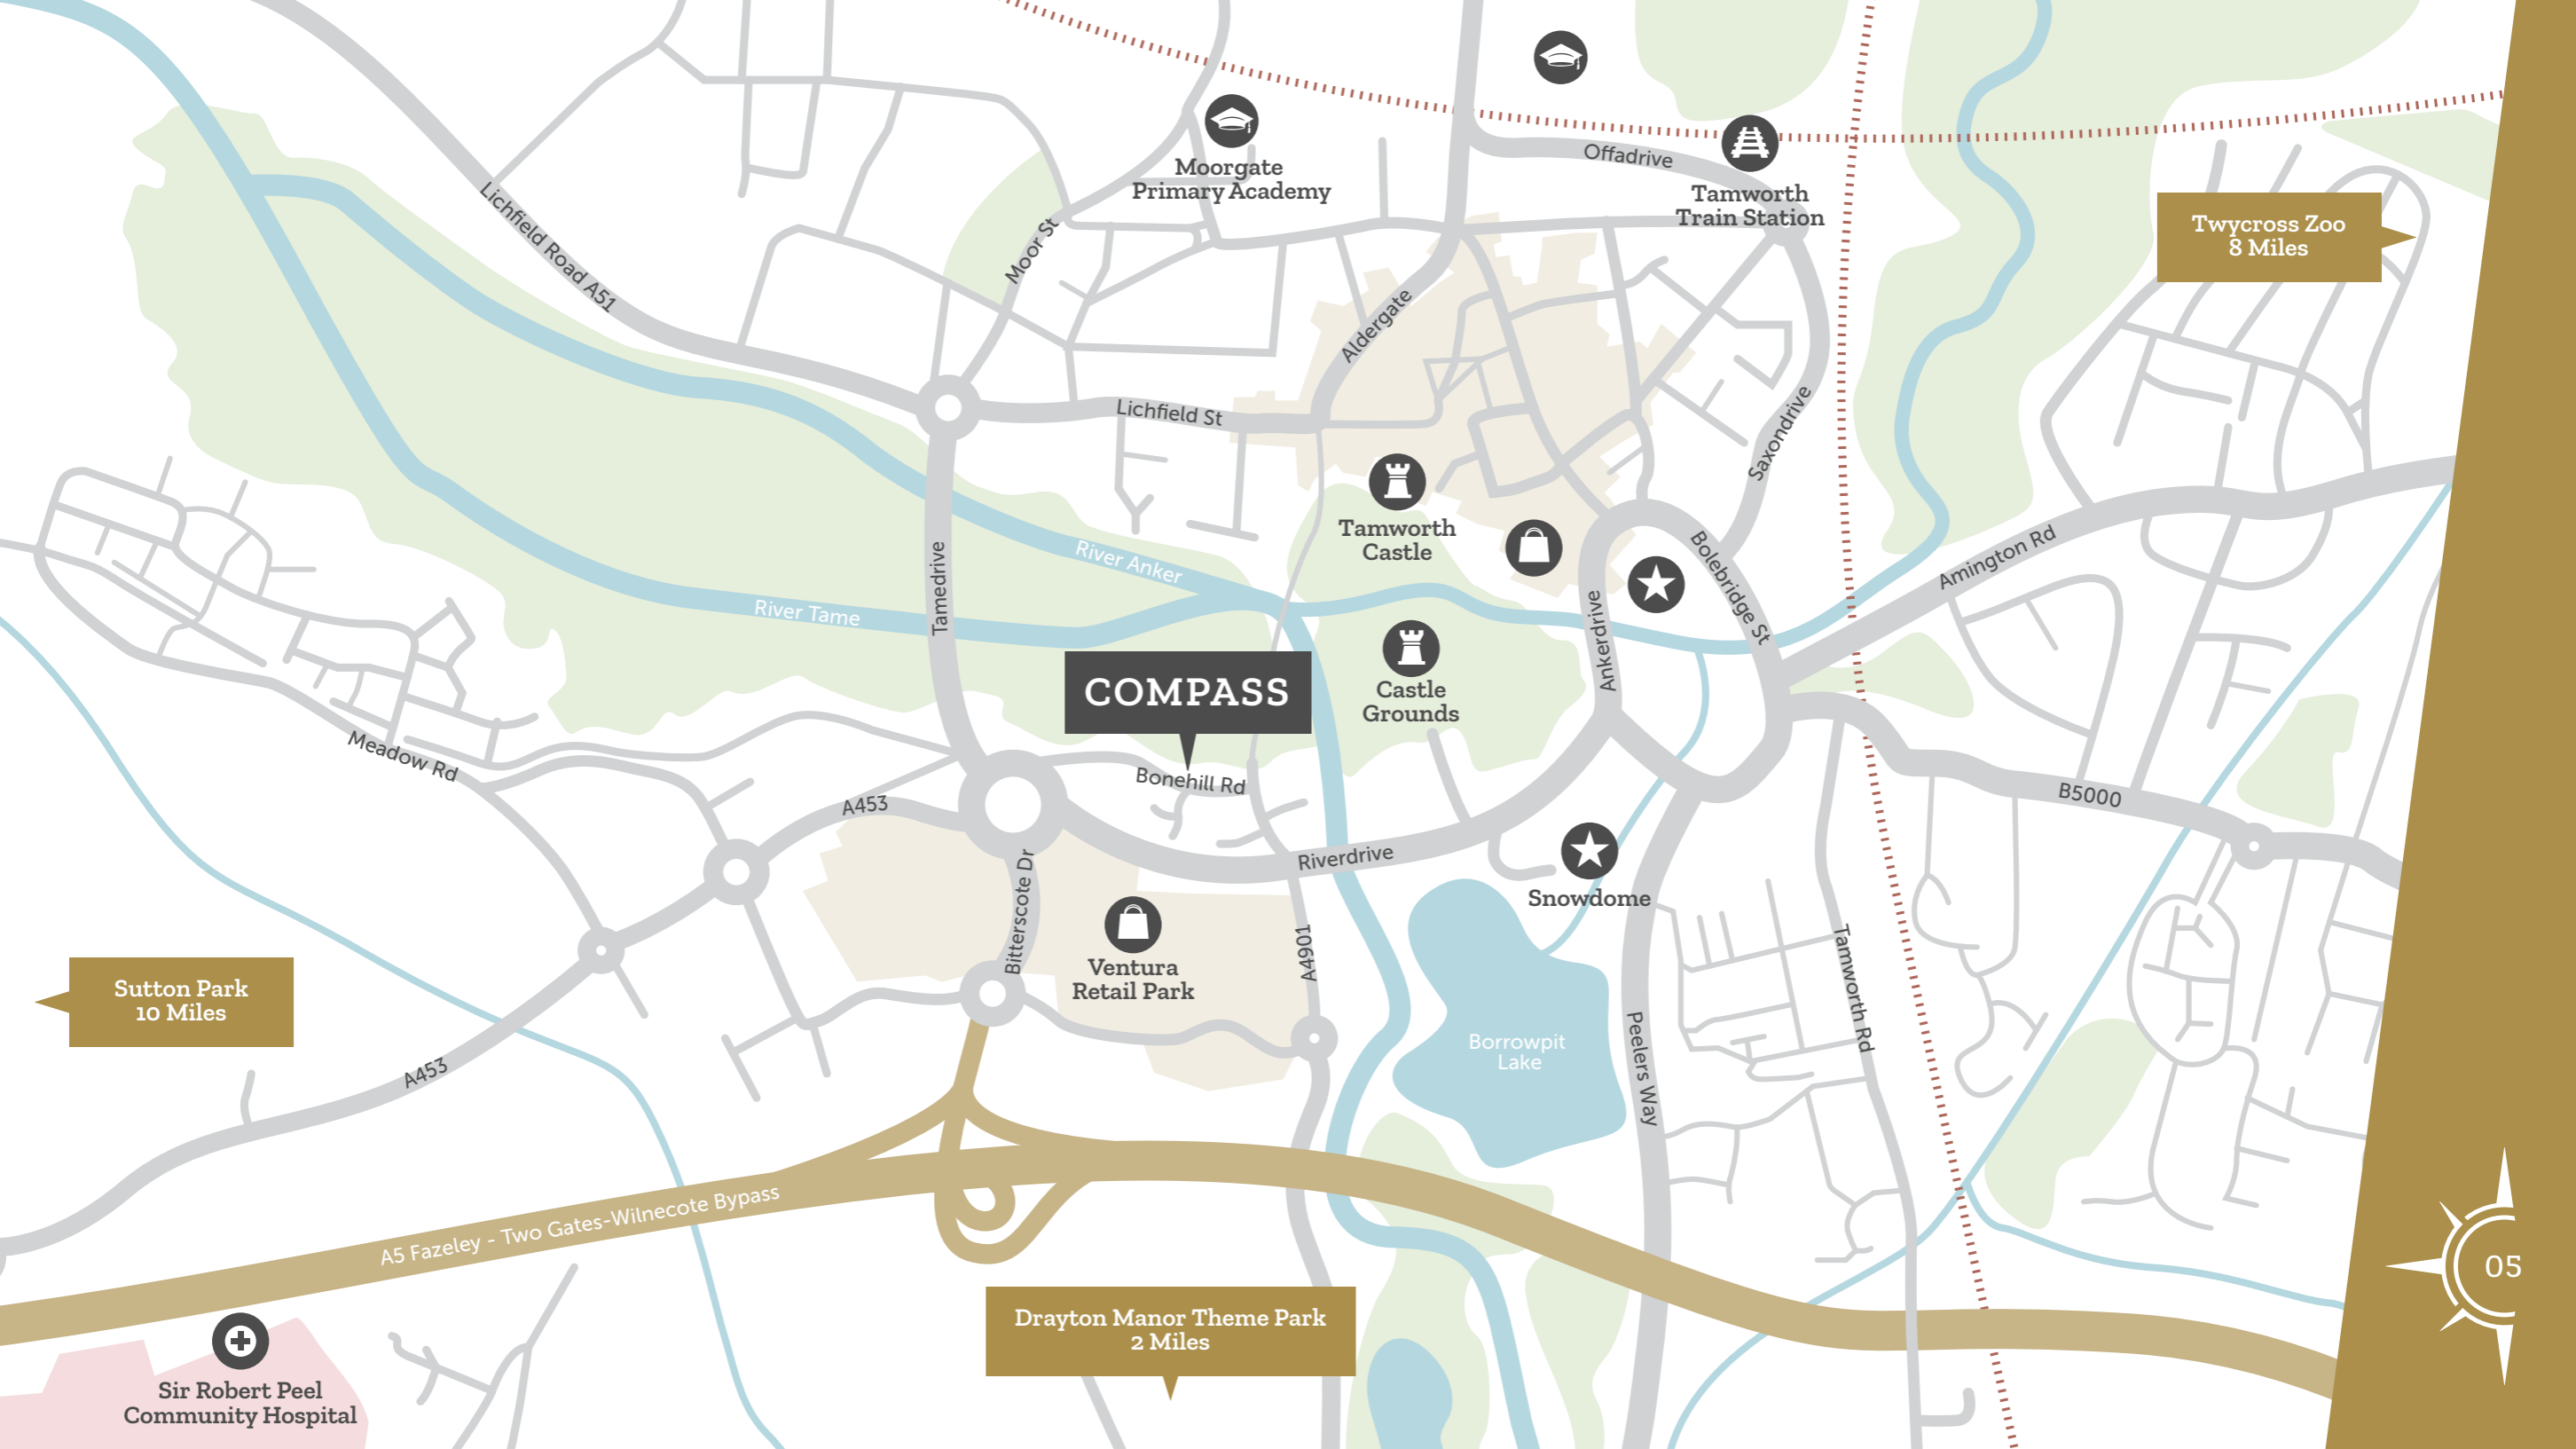 Moorgate
Primary Academy
Offadrive
Tamworth
Train Station
Twycross Zoo
8 Miles
Lichfield Road A51
Moor St
Aldergate
Lichfield St
Saxondrive
Tamworth
Castle
Bolebridge St
Amington Rd
River Anker
River Tame
Tamedrive
Ankerdrive
COMPASS
Castle
Grounds
Meadow Rd
Bonehill Rd
A453
B5000
Riverdrive
Bitterscote Dr
Snowdome
Ventura
Retail Park
A4901
Tamworth Rd
Sutton Park
10 Miles
Borrowpit
Lake
Peelers Way
A453
A5 Fazeley - Two Gates-Wilnecote Bypass
05
Drayton Manor Theme Park
2 Miles
Sir Robert Peel
Community Hospital